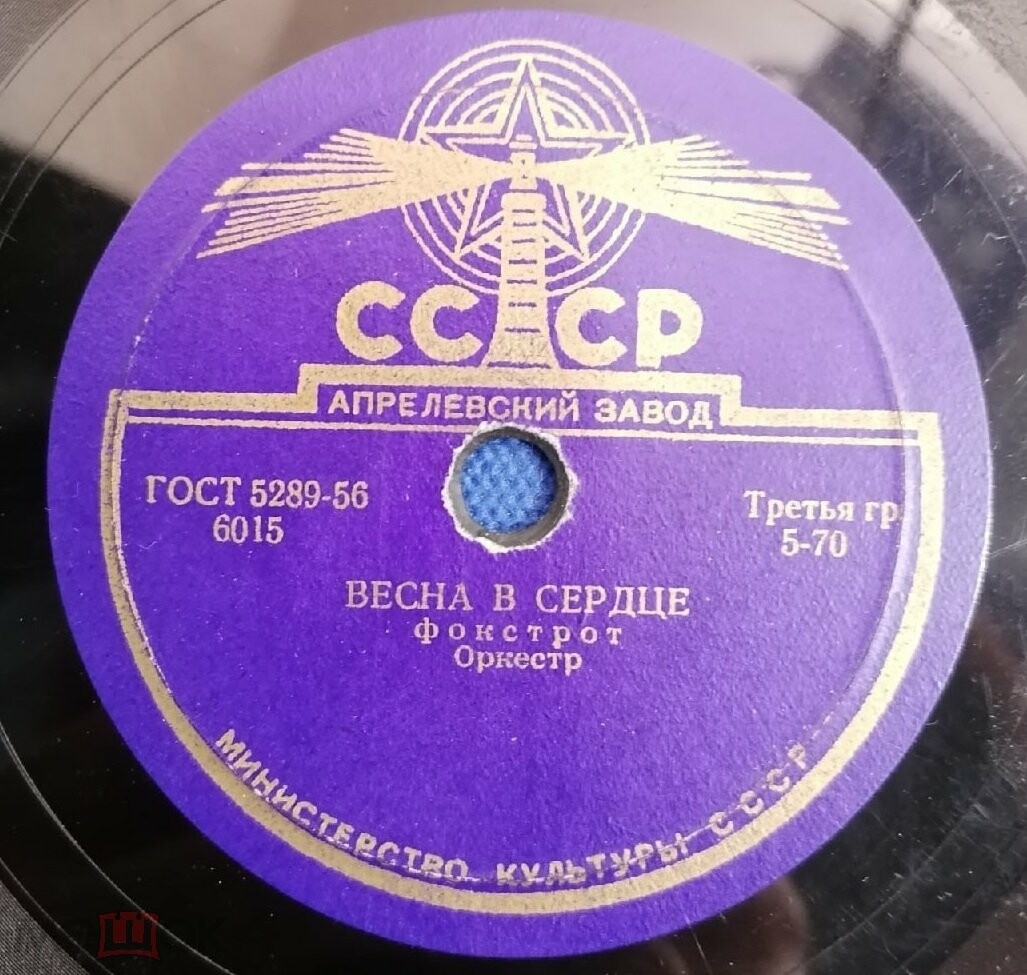 СССР
АПРЕЛЕВСКИЙ ЗАВОД
ГОСТ 5289-56
6015
Третья гр.
5-70
ВЕСНА В СЕРДЦЕ
фокстрот
Оркестр
МИНИСТЕРСТВО КУЛЬТУРЫ СССР